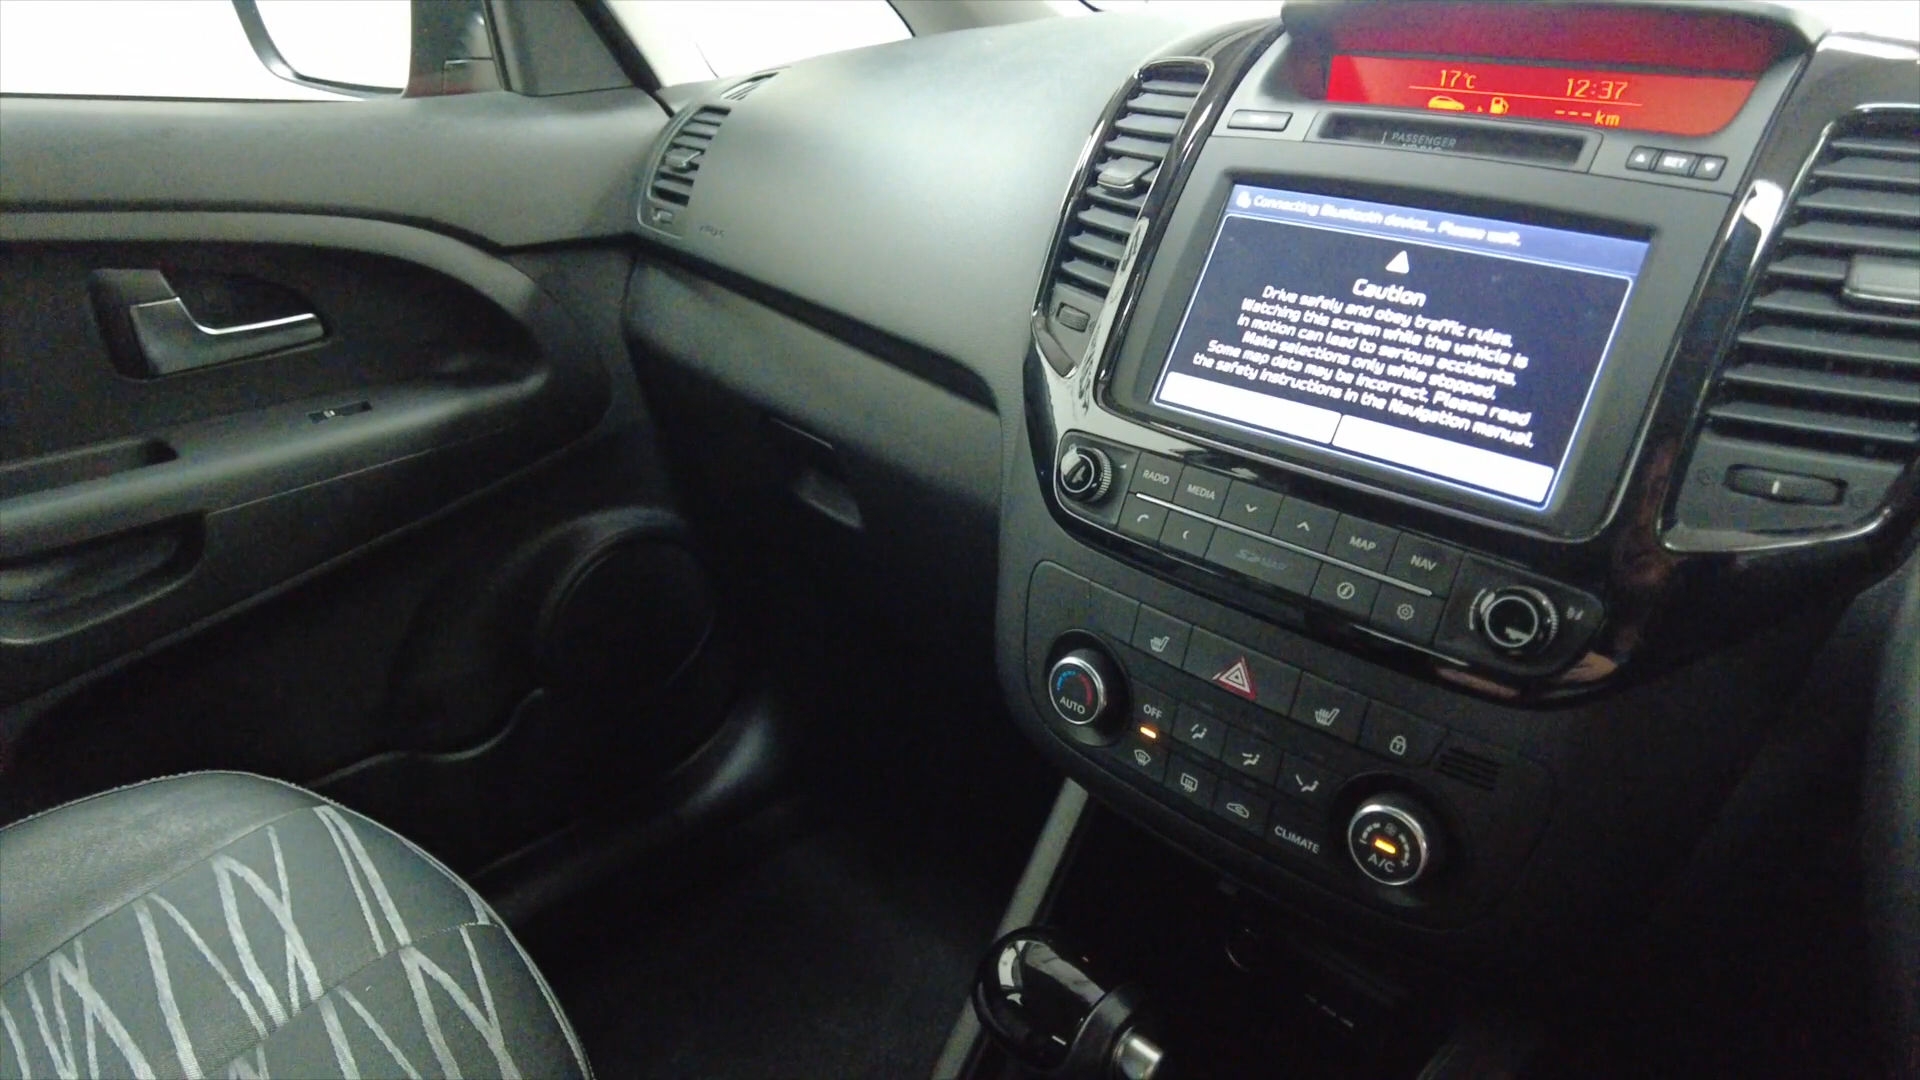 17℃ 12:37
---km
PASSENGER
SET
Connecting Bluetooth device... Please wait.
Caution
Drive safely and obey traffic rules.
Watching this screen while the vehicle is
in motion can lead to serious accidents.
Make selections only while stopped.
Some map data may be incorrect. Please read
the safety instructions in the Navigation manual.
RADIO
MEDIA
MAP
NAV
AUTO
OFF
CLIMATE
A/C